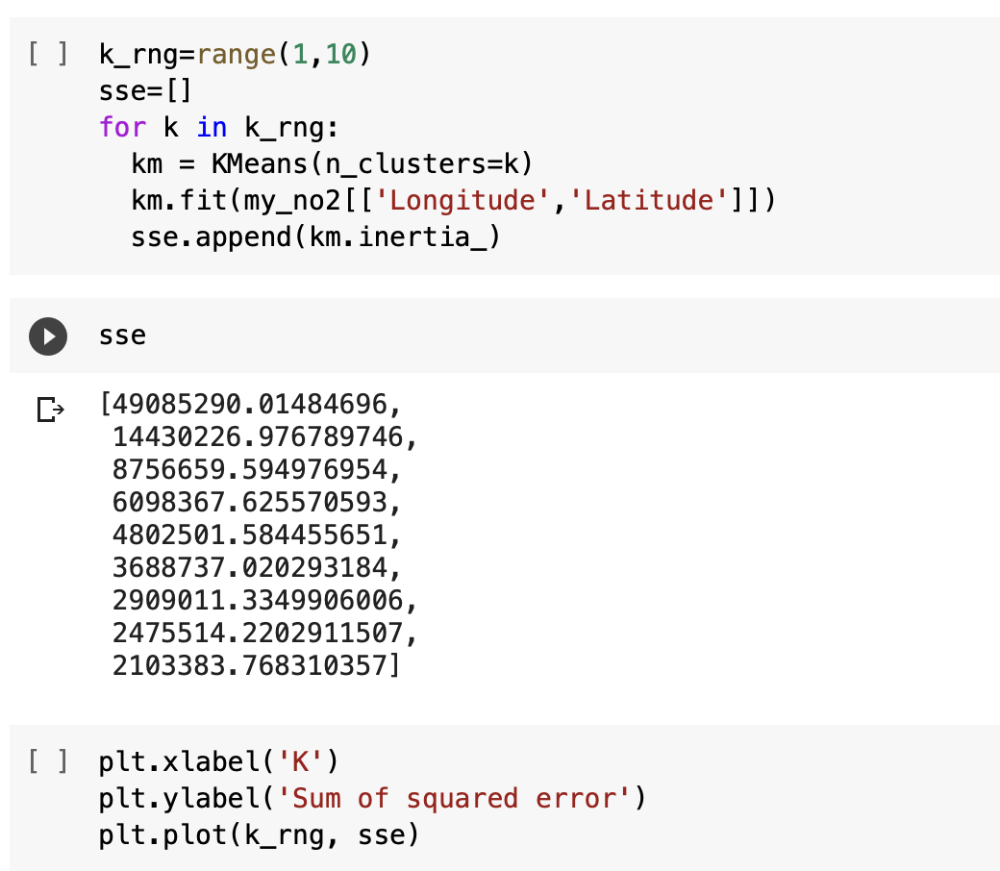 [ ] k_rng=range(1,10)
sse=[]
for k in k_rng:
  km = KMeans(n_clusters=k)
  km.fit(my_no2[['Longitude','Latitude']])
  sse.append(km.inertia_)
sse
[49085290.01484696,
 14430226.976789746,
 8756659.594976954,
 6098367.625570593,
 4802501.584455651,
 3688737.020293184,
 2909011.3349906006,
 2475514.2202911507,
 2103383.768310357]
[ ] plt.xlabel('K')
plt.ylabel('Sum of squared error')
plt.plot(k_rng, sse)